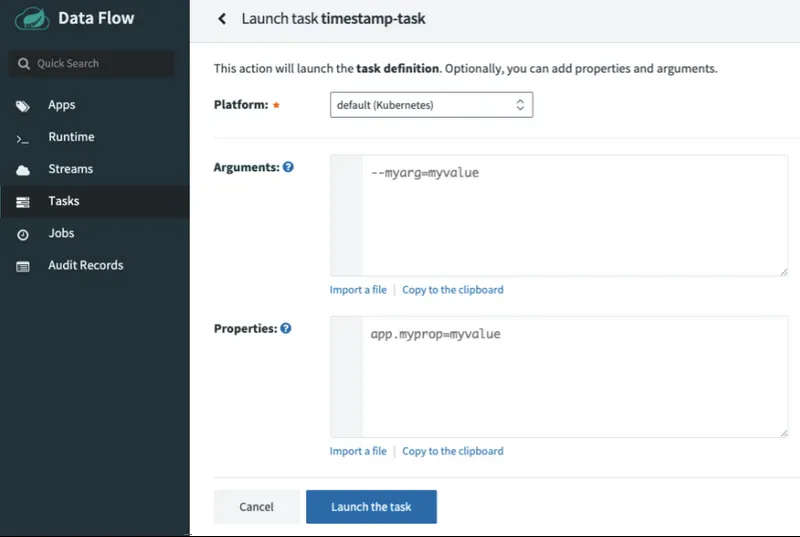 Data Flow
Quick Search
Apps
Runtime
Streams
Tasks
Jobs
Audit Records
Launch task timestamp-task
This action will launch the task definition. Optionally, you can add properties and arguments.
Platform: *
default (Kubernetes)
Arguments: ?
--myarg=myvalue
Import a file | Copy to the clipboard
Properties: ?
app.myprop=myvalue
Import a file | Copy to the clipboard
Cancel
Launch the task